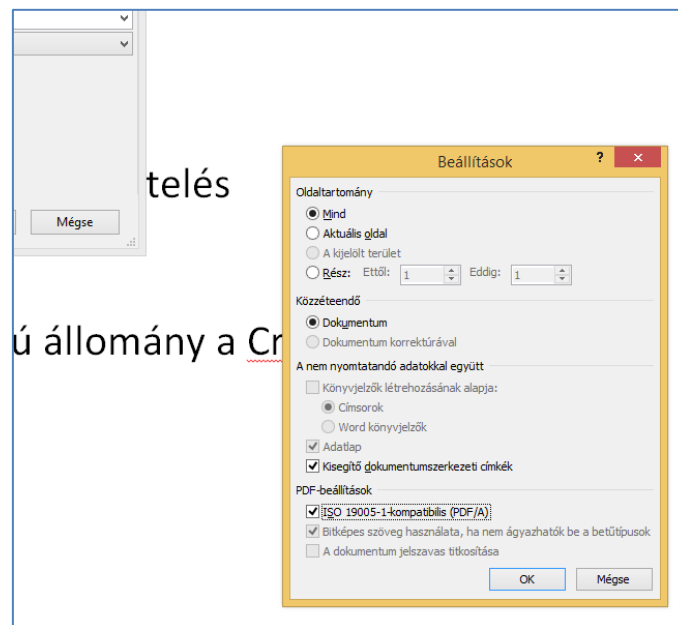 telés
Mégse
ú állomány a Cr
Beállítások ?
Oldaltartomány
Mind
Aktuális oldal
A kijelölt terület
Rész: Ettől: 1 Eddig: 1
Közzéteendő
Dokumentum
Dokumentum korrektúrával
A nem nyomtatandó adatokkal együtt
Könyvjelzők létrehozásának alapja:
Címsorok
Word könyvjelzők
Adatlap
Kisegítő dokumentumszerkezeti címkék
PDF-beállítások
ISO 19005-1-kompatibilis (PDF/A)
Bitképes szöveg használata, ha nem ágyazhatók be a betűtípusok
A dokumentum jelszavas titkosítása
OK Mégse